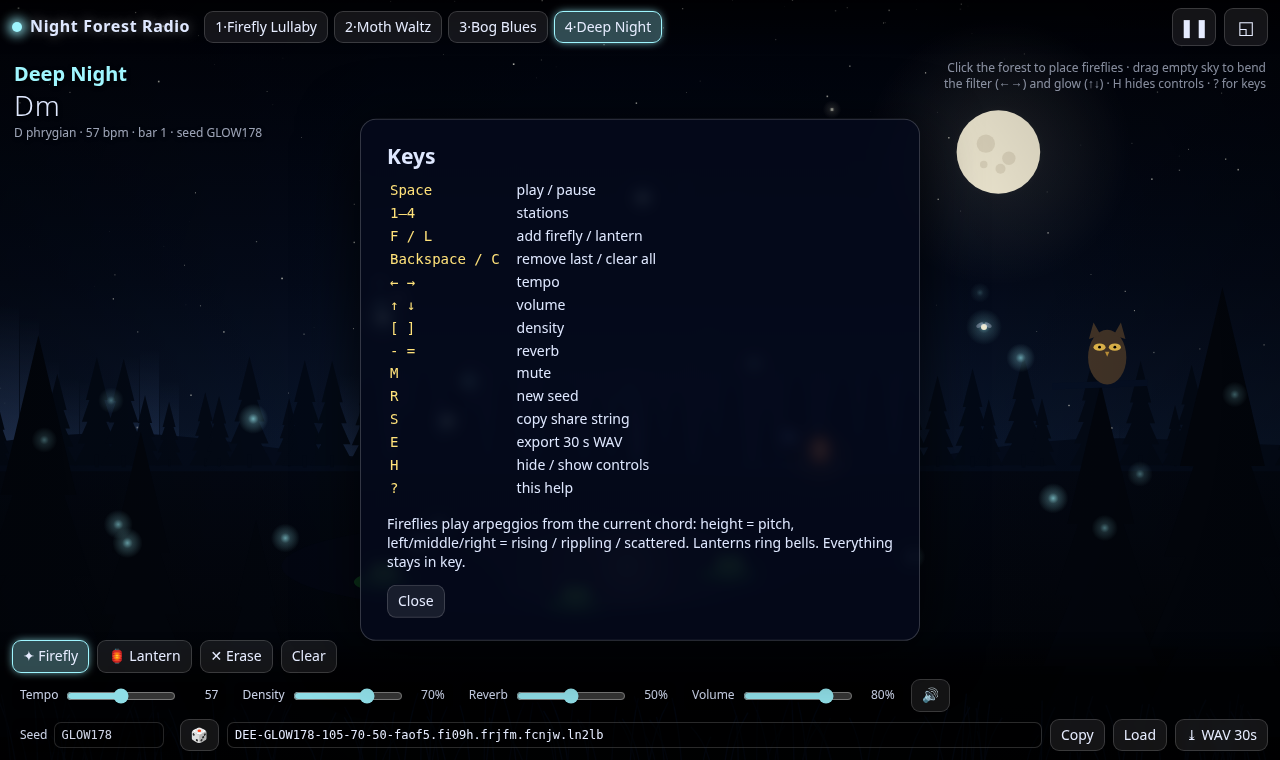 Night Forest Radio
1·Firefly Lullaby
2·Moth Waltz
3·Bog Blues
4·Deep Night
Deep Night
Dm
D phrygian · 57 bpm · bar 1 · seed GLOW178
Click the forest to place fireflies · drag empty sky to bend
the filter (←→) and glow (↑↓) · H hides controls · ? for keys
Keys
Space play / pause
1–4 stations
F / L add firefly / lantern
Backspace / C remove last / clear all
← → tempo
↑ ↓ volume
[ ] density
- = reverb
M mute
R new seed
S copy share string
E export 30 s WAV
H hide / show controls
? this help
Fireflies play arpeggios from the current chord: height = pitch,
left/middle/right = rising / rippling / scattered. Lanterns ring bells. Everything
stays in key.
Close
✦ Firefly
🏮 Lantern
✕ Erase
Clear
Tempo 57 Density 70% Reverb 50% Volume 80%
Seed GLOW178 DEE-GLOW178-105-70-50-faof5.fi09h.frjfm.fcnjw.ln2lb Copy Load ⤓ WAV 30s